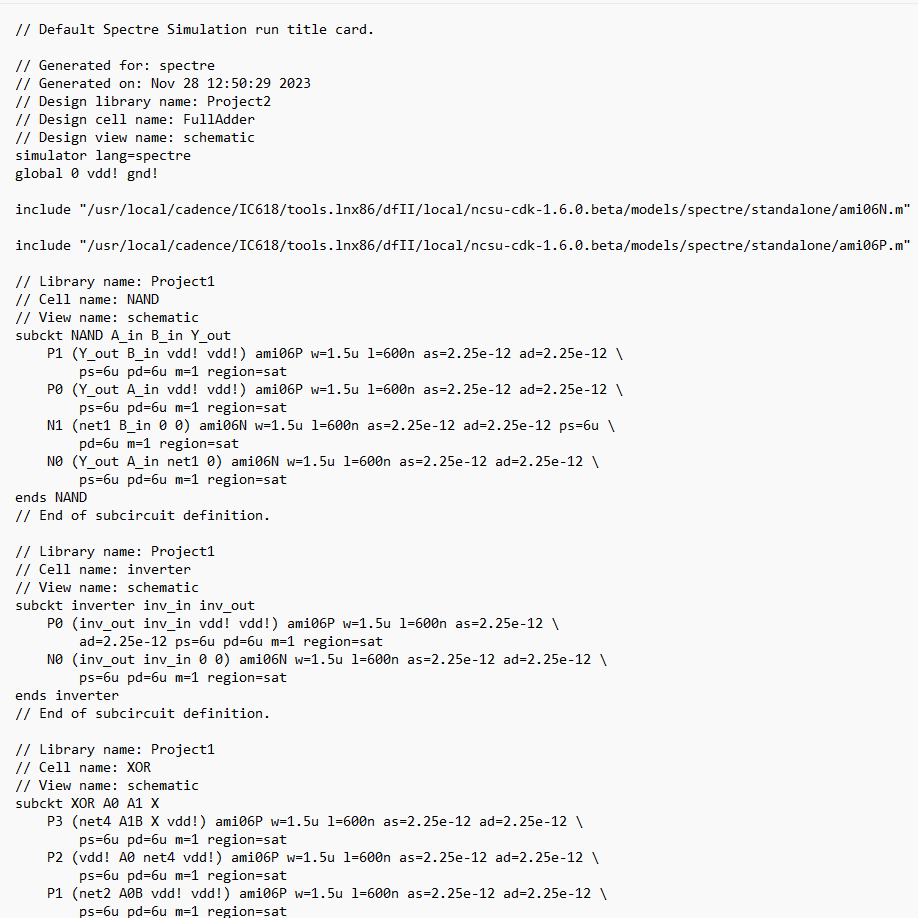 // Default Spectre Simulation run title card.
// Generated for: spectre
// Generated on: Nov 28 12:50:29 2023
// Design library name: Project2
// Design cell name: FullAdder
// Design view name: schematic
simulator lang=spectre
global 0 vdd! gnd!
include "/usr/local/cadence/IC618/tools.lnx86/dfII/local/ncsu-cdk-1.6.0.beta/models/spectre/standalone/ami06N.m"
include "/usr/local/cadence/IC618/tools.lnx86/dfII/local/ncsu-cdk-1.6.0.beta/models/spectre/standalone/ami06P.m"
// Library name: Project1
// Cell name: NAND
// View name: schematic
subckt NAND A_in B_in Y_out
    P1 (Y_out B_in vdd! vdd!) ami06P w=1.5u l=600n as=2.25e-12 ad=2.25e-12 \
        ps=6u pd=6u m=1 region=sat
    P0 (Y_out A_in vdd! vdd!) ami06P w=1.5u l=600n as=2.25e-12 ad=2.25e-12 \
        ps=6u pd=6u m=1 region=sat
    N1 (net1 B_in 0 0) ami06N w=1.5u l=600n as=2.25e-12 ad=2.25e-12 ps=6u \
        pd=6u m=1 region=sat
    N0 (Y_out A_in net1 0) ami06N w=1.5u l=600n as=2.25e-12 ad=2.25e-12 \
        ps=6u pd=6u m=1 region=sat
ends NAND
// End of subcircuit definition.
// Library name: Project1
// Cell name: inverter
// View name: schematic
subckt inverter inv_in inv_out
    P0 (inv_out inv_in vdd! vdd!) ami06P w=1.5u l=600n as=2.25e-12 \
        ad=2.25e-12 ps=6u pd=6u m=1 region=sat
    N0 (inv_out inv_in 0 0) ami06N w=1.5u l=600n as=2.25e-12 ad=2.25e-12 \
        ps=6u pd=6u m=1 region=sat
ends inverter
// End of subcircuit definition.
// Library name: Project1
// Cell name: XOR
// View name: schematic
subckt XOR A0 A1 X
    P3 (net4 A1B X vdd!) ami06P w=1.5u l=600n as=2.25e-12 ad=2.25e-12 \
        ps=6u pd=6u m=1 region=sat
    P2 (vdd! A0 net4 vdd!) ami06P w=1.5u l=600n as=2.25e-12 ad=2.25e-12 \
        ps=6u pd=6u m=1 region=sat
    P1 (net2 A0B vdd! vdd!) ami06P w=1.5u l=600n as=2.25e-12 ad=2.25e-12 \
        ps=6u pd=6u m=1 region=sat